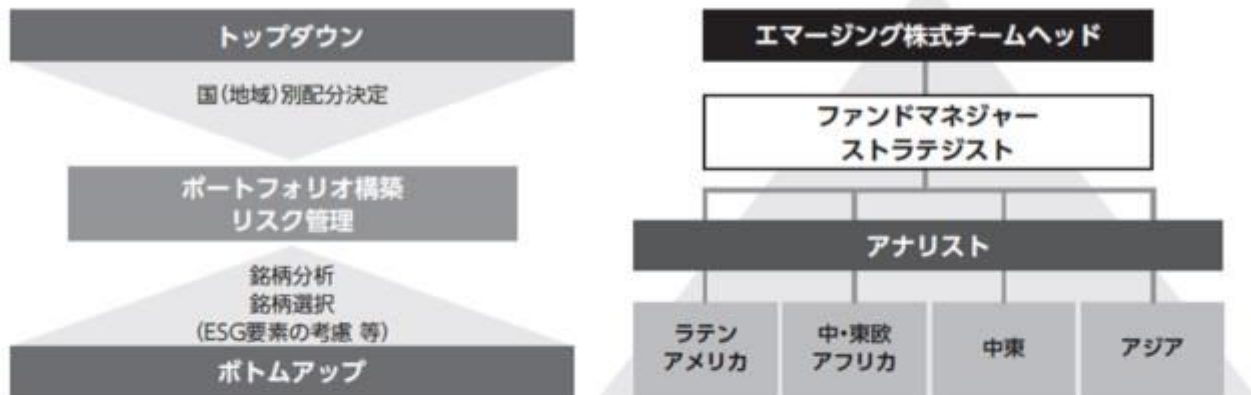 トップダウン
国(地域)別配分決定
ポートフォリオ構築
リスク管理
銘柄分析
銘柄選択
(ESG要素の考慮 等)
ボトムアップ
エマージング株式チームヘッド
ファンドマネジャー
ストラテジスト
アナリスト
ラテン
アメリカ
中・東欧
アフリカ
中東
アジア